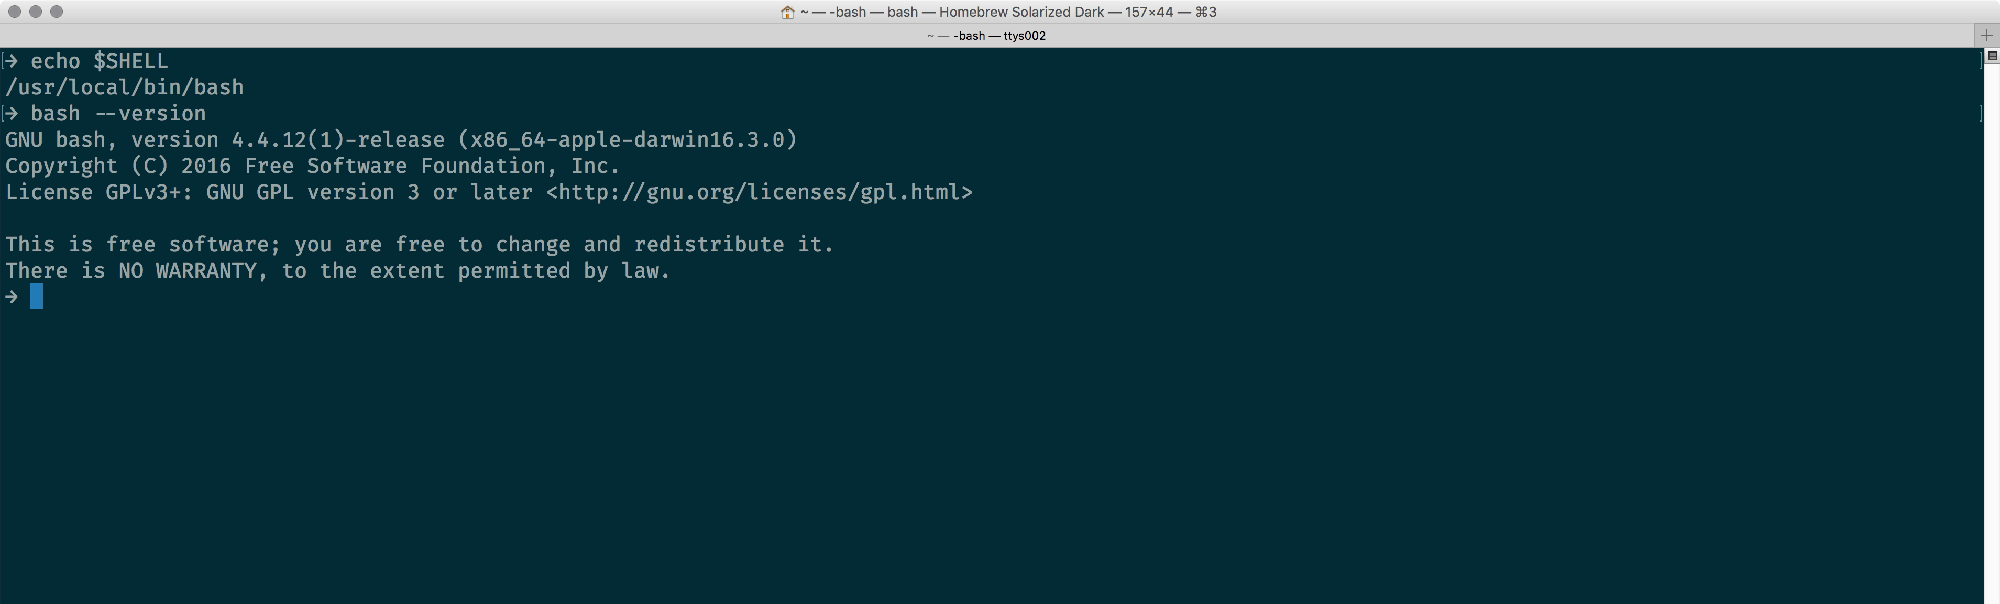 ~ — -bash — bash — Homebrew Solarized Dark — 157×44 — ⌘3
~ — -bash — ttys002
[→ echo $SHELL ]
/usr/local/bin/bash
[→ bash --version ]
GNU bash, version 4.4.12(1)-release (x86_64-apple-darwin16.3.0)
Copyright (C) 2016 Free Software Foundation, Inc.
License GPLv3+: GNU GPL version 3 or later <http://gnu.org/licenses/gpl.html>
This is free software; you are free to change and redistribute it.
There is NO WARRANTY, to the extent permitted by law.
→